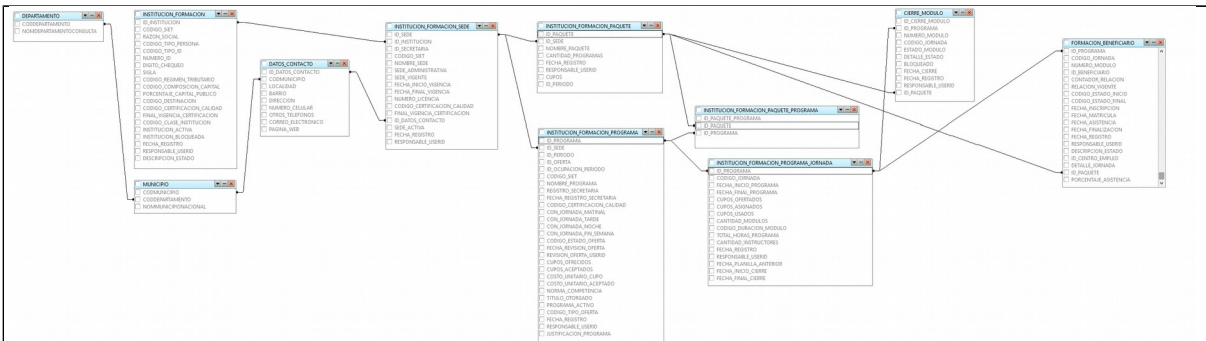 DEPARTAMENTO
CODDEPARTAMENTO
NOMDEPARTAMENTOCONSULTA
INSTITUCION_FORMACION
ID_INSTITUCION
CODIGO_SIET
RAZON_SOCIAL
CODIGO_TIPO_PERSONA
CODIGO_TIPO_ID
NUMERO_ID
DIGITO_CHEQUEO
SIGLA
CODIGO_REGIMEN_TRIBUTARIO
CODIGO_COMPOSICION_CAPITAL
PORCENTAJE_CAPITAL_PUBLICO
CODIGO_DESTINACION
CODIGO_CERTIFICACION_CALIDAD
FINAL_VIGENCIA_CERTIFICACION
CODIGO_CLASE_INSTITUCION
INSTITUCION_ACTIVA
INSTITUCION_BLOQUEADA
FECHA_REGISTRO
RESPONSABLE_USERID
DESCRIPCION_ESTADO
MUNICIPIO
CODMUNICIPIO
CODDEPARTAMENTO
NOMMUNICIPIONACIONAL
DATOS_CONTACTO
ID_DATOS_CONTACTO
CODMUNICIPIO
LOCALIDAD
BARRIO
DIRECCION
NUMERO_CELULAR
OTROS_TELEFONOS
CORREO_ELECTRONICO
PAGINA_WEB
INSTITUCION_FORMACION_SEDE
ID_SEDE
ID_INSTITUCION
ID_SECRETARIA
CODIGO_SIET
NOMBRE_SEDE
SEDE_ADMINISTRATIVA
SEDE_VIGENTE
FECHA_INICIO_VIGENCIA
FECHA_FINAL_VIGENCIA
NUMERO_LICENCIA
CODIGO_CERTIFICACION_CALIDAD
FINAL_VIGENCIA_CERTIFICACION
ID_DATOS_CONTACTO
SEDE_ACTIVA
FECHA_REGISTRO
RESPONSABLE_USERID
INSTITUCION_FORMACION_PAQUETE
ID_PAQUETE
ID_SEDE
NOMBRE_PAQUETE
CANTIDAD_PROGRAMAS
FECHA_REGISTRO
RESPONSABLE_USERID
CUPOS
ID_PERIODO
INSTITUCION_FORMACION_PROGRAMA
ID_PROGRAMA
ID_SEDE
ID_PERIODO
ID_OFERTA
ID_OCUPACION_PERIODO
CODIGO_SIET
NOMBRE_PROGRAMA
REGISTRO_SECRETARIA
FECHA_REGISTRO_SECRETARIA
CODIGO_CERTIFICACION_CALIDAD
CON_JORNADA_MATINAL
CON_JORNADA_TARDE
CON_JORNADA_NOCHE
CON_JORNADA_FIN_SEMANA
CODIGO_ESTADO_OFERTA
FECHA_REVISION_OFERTA
REVISION_OFERTA_USERID
CUPOS_OFRECIDOS
CUPOS_ACEPTADOS
COSTO_UNITARIO_CUPO
COSTO_UNITARIO_ACEPTADO
NORMA_COMPETENCIA
TITULO_OTORGADO
PROGRAMA_ACTIVO
CODIGO_TIPO_OFERTA
FECHA_REGISTRO
RESPONSABLE_USERID
JUSTIFICACION_PROGRAMA
INSTITUCION_FORMACION_PAQUETE_PROGRAMA
ID_PAQUETE_PROGRAMA
ID_PAQUETE
ID_PROGRAMA
INSTITUCION_FORMACION_PROGRAMA_JORNADA
ID_PROGRAMA
CODIGO_JORNADA
FECHA_INICIO_PROGRAMA
FECHA_FINAL_PROGRAMA
CUPOS_OFERTADOS
CUPOS_ASIGNADOS
CUPOS_USADOS
CANTIDAD_MODULOS
CODIGO_DURACION_MODULO
TOTAL_HORAS_PROGRAMA
CANTIDAD_INSTRUCTORES
FECHA_REGISTRO
RESPONSABLE_USERID
FECHA_PLANILLA_ANTERIOR
FECHA_INICIO_CIERRE
FECHA_FINAL_CIERRE
CIERRE_MODULO
ID_CIERRE_MODULO
ID_PROGRAMA
NUMERO_MODULO
CODIGO_JORNADA
ESTADO_MODULO
DETALLE_ESTADO
BLOQUEADO
FECHA_CIERRE
FECHA_REGISTRO
RESPONSABLE_USERID
ID_PAQUETE
FORMACION_BENEFICIARIO
ID_PROGRAMA
CODIGO_JORNADA
NUMERO_MODULO
ID_BENEFICIARIO
CONTADOR_RELACION
RELACION_VIGENTE
CODIGO_ESTADO_INICIO
CODIGO_ESTADO_FINAL
FECHA_INSCRIPCION
FECHA_MATRICULA
FECHA_ASISTENCIA
FECHA_FINALIZACION
FECHA_REGISTRO
RESPONSABLE_USERID
DESCRIPCION_ESTADO
ID_CENTRO_EMPLEO
DETALLE_JORNADA
ID_PAQUETE
PORCENTAJE_ASISTENCIA